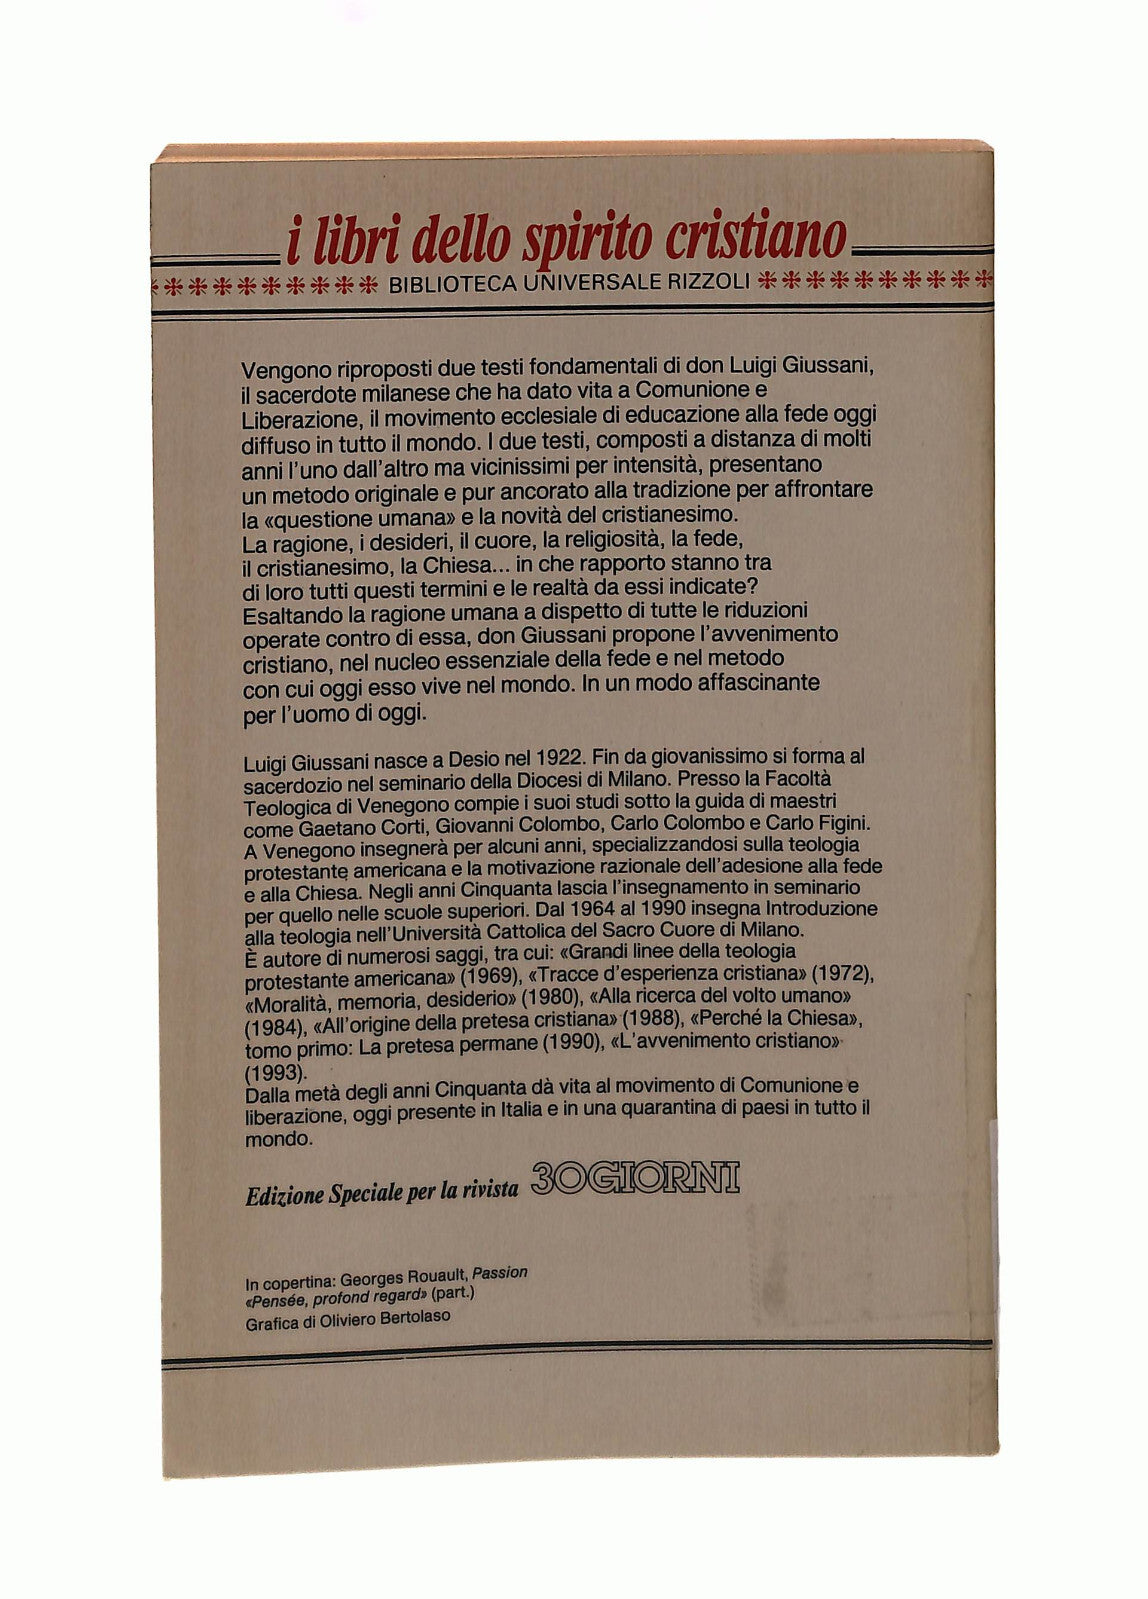 i libri dello spirito cristiano
BIBLIOTECA UNIVERSALE RIZZOLI
Vengono riproposti due testi fondamentali di don Luigi Giussani,
il sacerdote milanese che ha dato vita a Comunione e
Liberazione, il movimento ecclesiale di educazione alla fede oggi
diffuso in tutto il mondo. I due testi, composti a distanza di molti
anni l'uno dall'altro ma vicinissimi per intensità, presentano
un metodo originale e pur ancorato alla tradizione per affrontare
la «questione umana» e la novità del cristianesimo.
La ragione, i desideri, il cuore, la religiosità, la fede,
il cristianesimo, la Chiesa... in che rapporto stanno tra
di loro tutti questi termini e le realtà da essi indicate?
Esaltando la ragione umana a dispetto di tutte le riduzioni
operate contro di essa, don Giussani propone l'avvenimento
cristiano, nel nucleo essenziale della fede e nel metodo
con cui oggi esso vive nel mondo. In un modo affascinante
per l'uomo di oggi.
Luigi Giussani nasce a Desio nel 1922. Fin da giovanissimo si forma al
sacerdozio nel seminario della Diocesi di Milano. Presso la Facoltà
Teologica di Venegono compie i suoi studi sotto la guida di maestri
come Gaetano Corti, Giovanni Colombo, Carlo Colombo e Carlo Figini.
A Venegono insegnerà per alcuni anni, specializzandosi sulla teologia
protestante americana e la motivazione razionale dell'adesione alla fede
e alla Chiesa. Negli anni Cinquanta lascia l'insegnamento in seminario
per quello nelle scuole superiori. Dal 1964 al 1990 insegna Introduzione
alla teologia nell'Università Cattolica del Sacro Cuore di Milano.
È autore di numerosi saggi, tra cui: «Grandi linee della teologia
protestante americana» (1969), «Tracce d'esperienza cristiana» (1972),
«Moralità, memoria, desiderio» (1980), «Alla ricerca del volto umano»
(1984), «All'origine della pretesa cristiana» (1988), «Perché la Chiesa»,
tomo primo: La pretesa permane (1990), «L'avvenimento cristiano»
(1993).
Dalla metà degli anni Cinquanta dà vita al movimento di Comunione e
liberazione, oggi presente in Italia e in una quarantina di paesi in tutto il
mondo.
Edizione Speciale per la rivista 30GIORNI
In copertina: Georges Rouault, Passion
«Pensée, profond regard» (part.)
Grafica di Oliviero Bertolaso